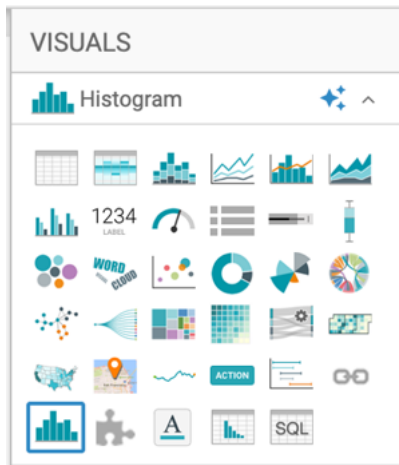 VISUALS
Histogram
1234
LABEL
WORD
CLOUD
ACTION
A
SQL